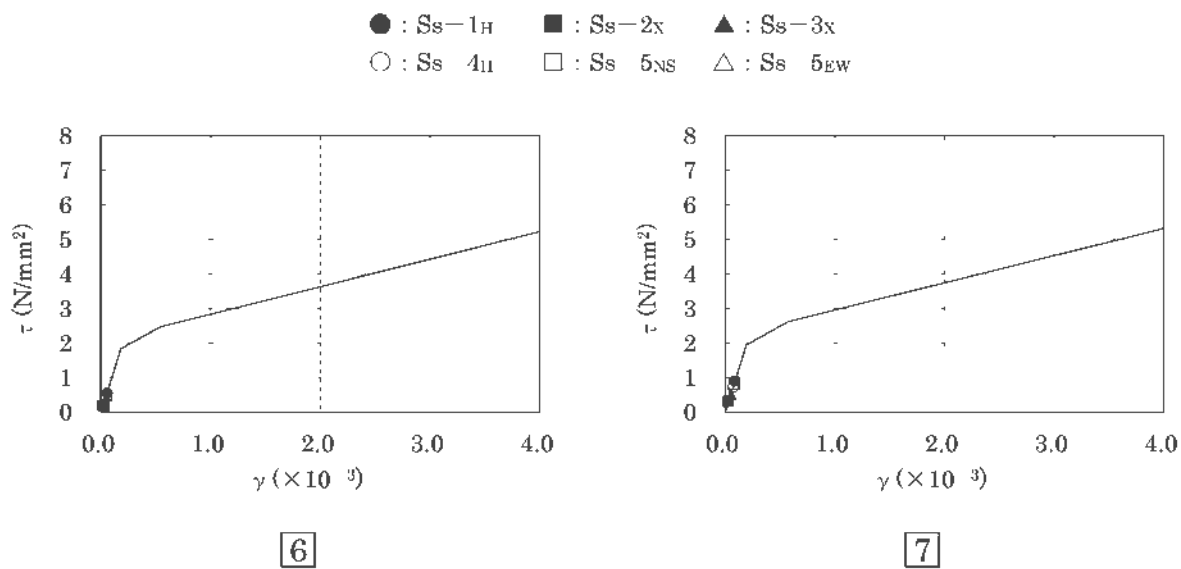 ● : Ss－1H ■ : Ss－2X ▲ : Ss－3X
○ : Ss 4H □ : Ss 5NS △ : Ss 5EW
8 8
7 7
6 6
5 5
4 4
3 3
2 2
1 1
0 0
τ (N/mm²) τ (N/mm²)
0.0 1.0 2.0 3.0 4.0 0.0 1.0 2.0 3.0 4.0
γ (×10 ³) γ (×10 ³)
6 7